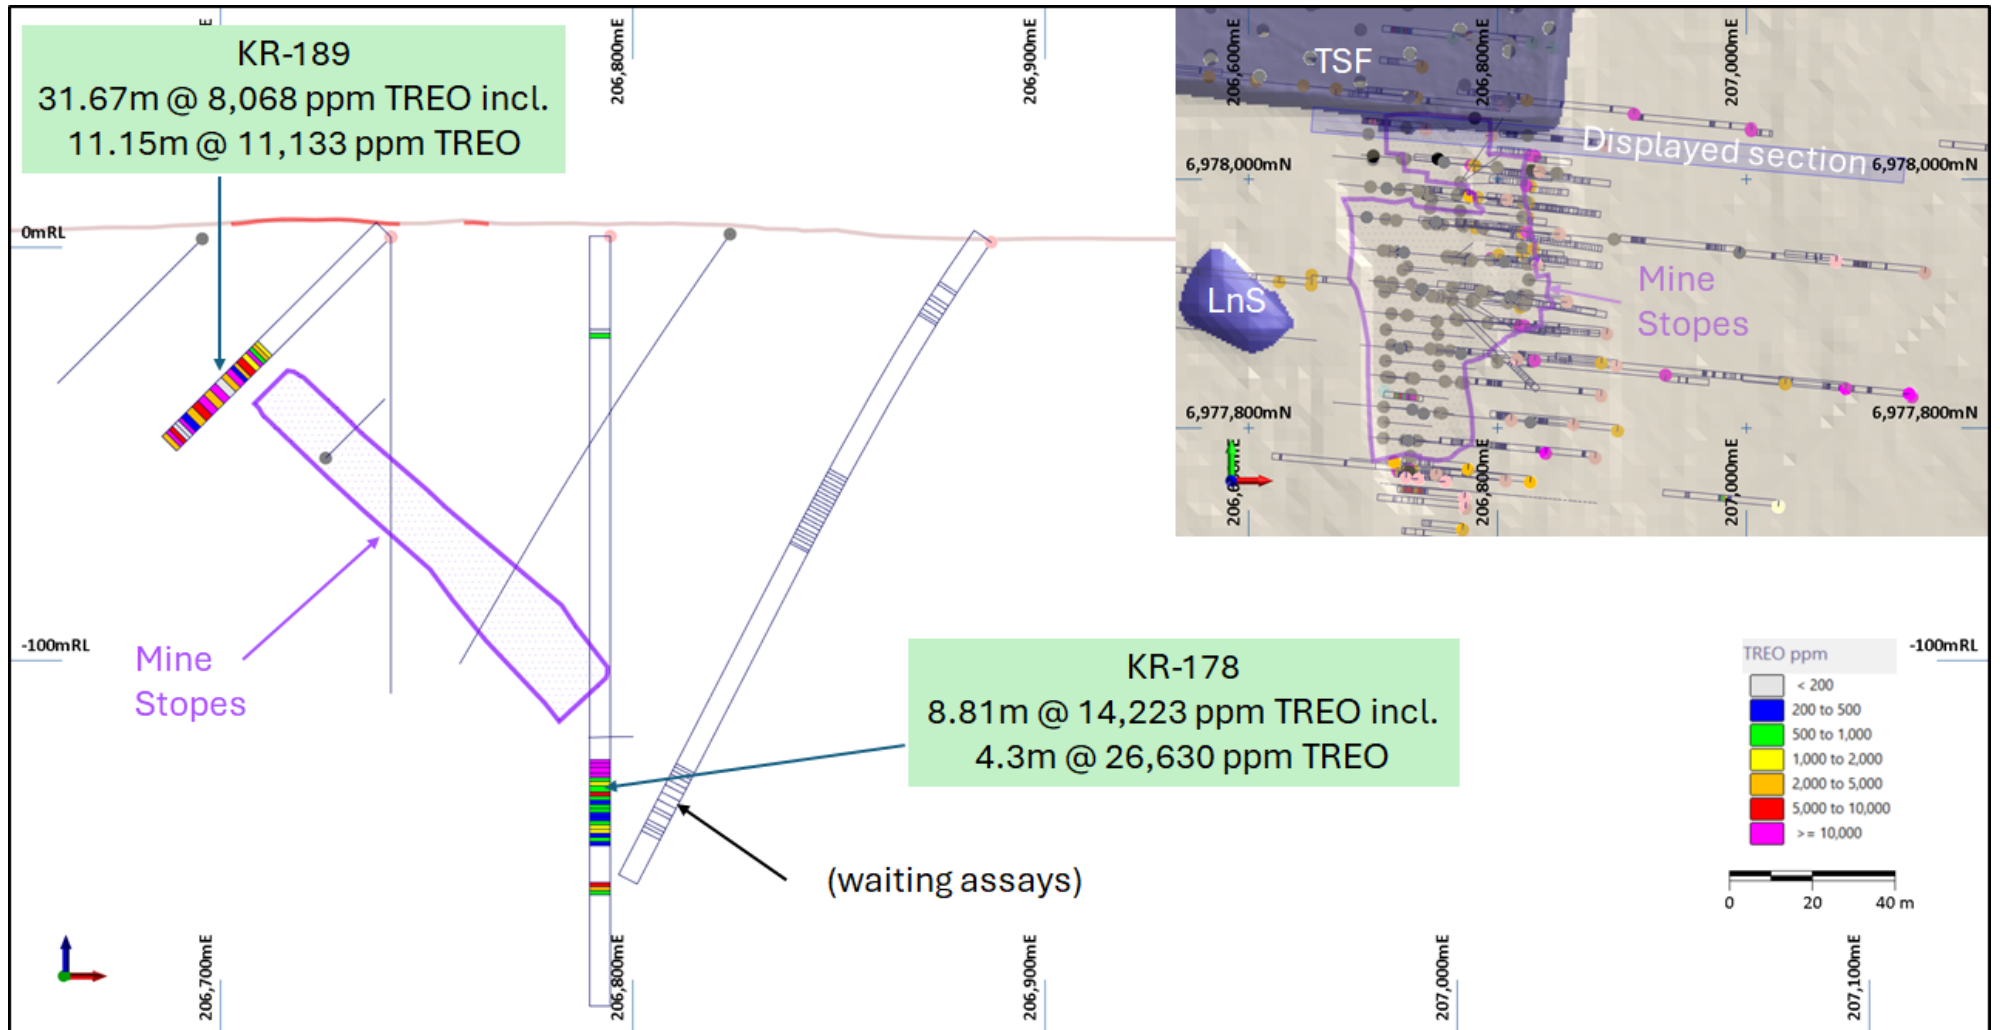 KR-189
31.67m @ 8,068 ppm TREO incl.
11.15m @ 11,133 ppm TREO
E
206,800mE
206,900mE
0mRL
206,600mE
206,800mE
207,000mE
TSF
Displayed section
6,978,000mN
6,978,000mN
LnS
Mine
Stopes
6,977,800mN
6,977,800mN
206,800mE
207,000mE
-100mRL
-100mRL
Mine
Stopes
KR-178
8.81m @ 14,223 ppm TREO incl.
4.3m @ 26,630 ppm TREO
(waiting assays)
TREO ppm
< 200
200 to 500
500 to 1,000
1,000 to 2,000
2,000 to 5,000
5,000 to 10,000
>= 10,000
0 20 40 m
206,700mE
206,800mE
206,900mE
207,000mE
207,100mE